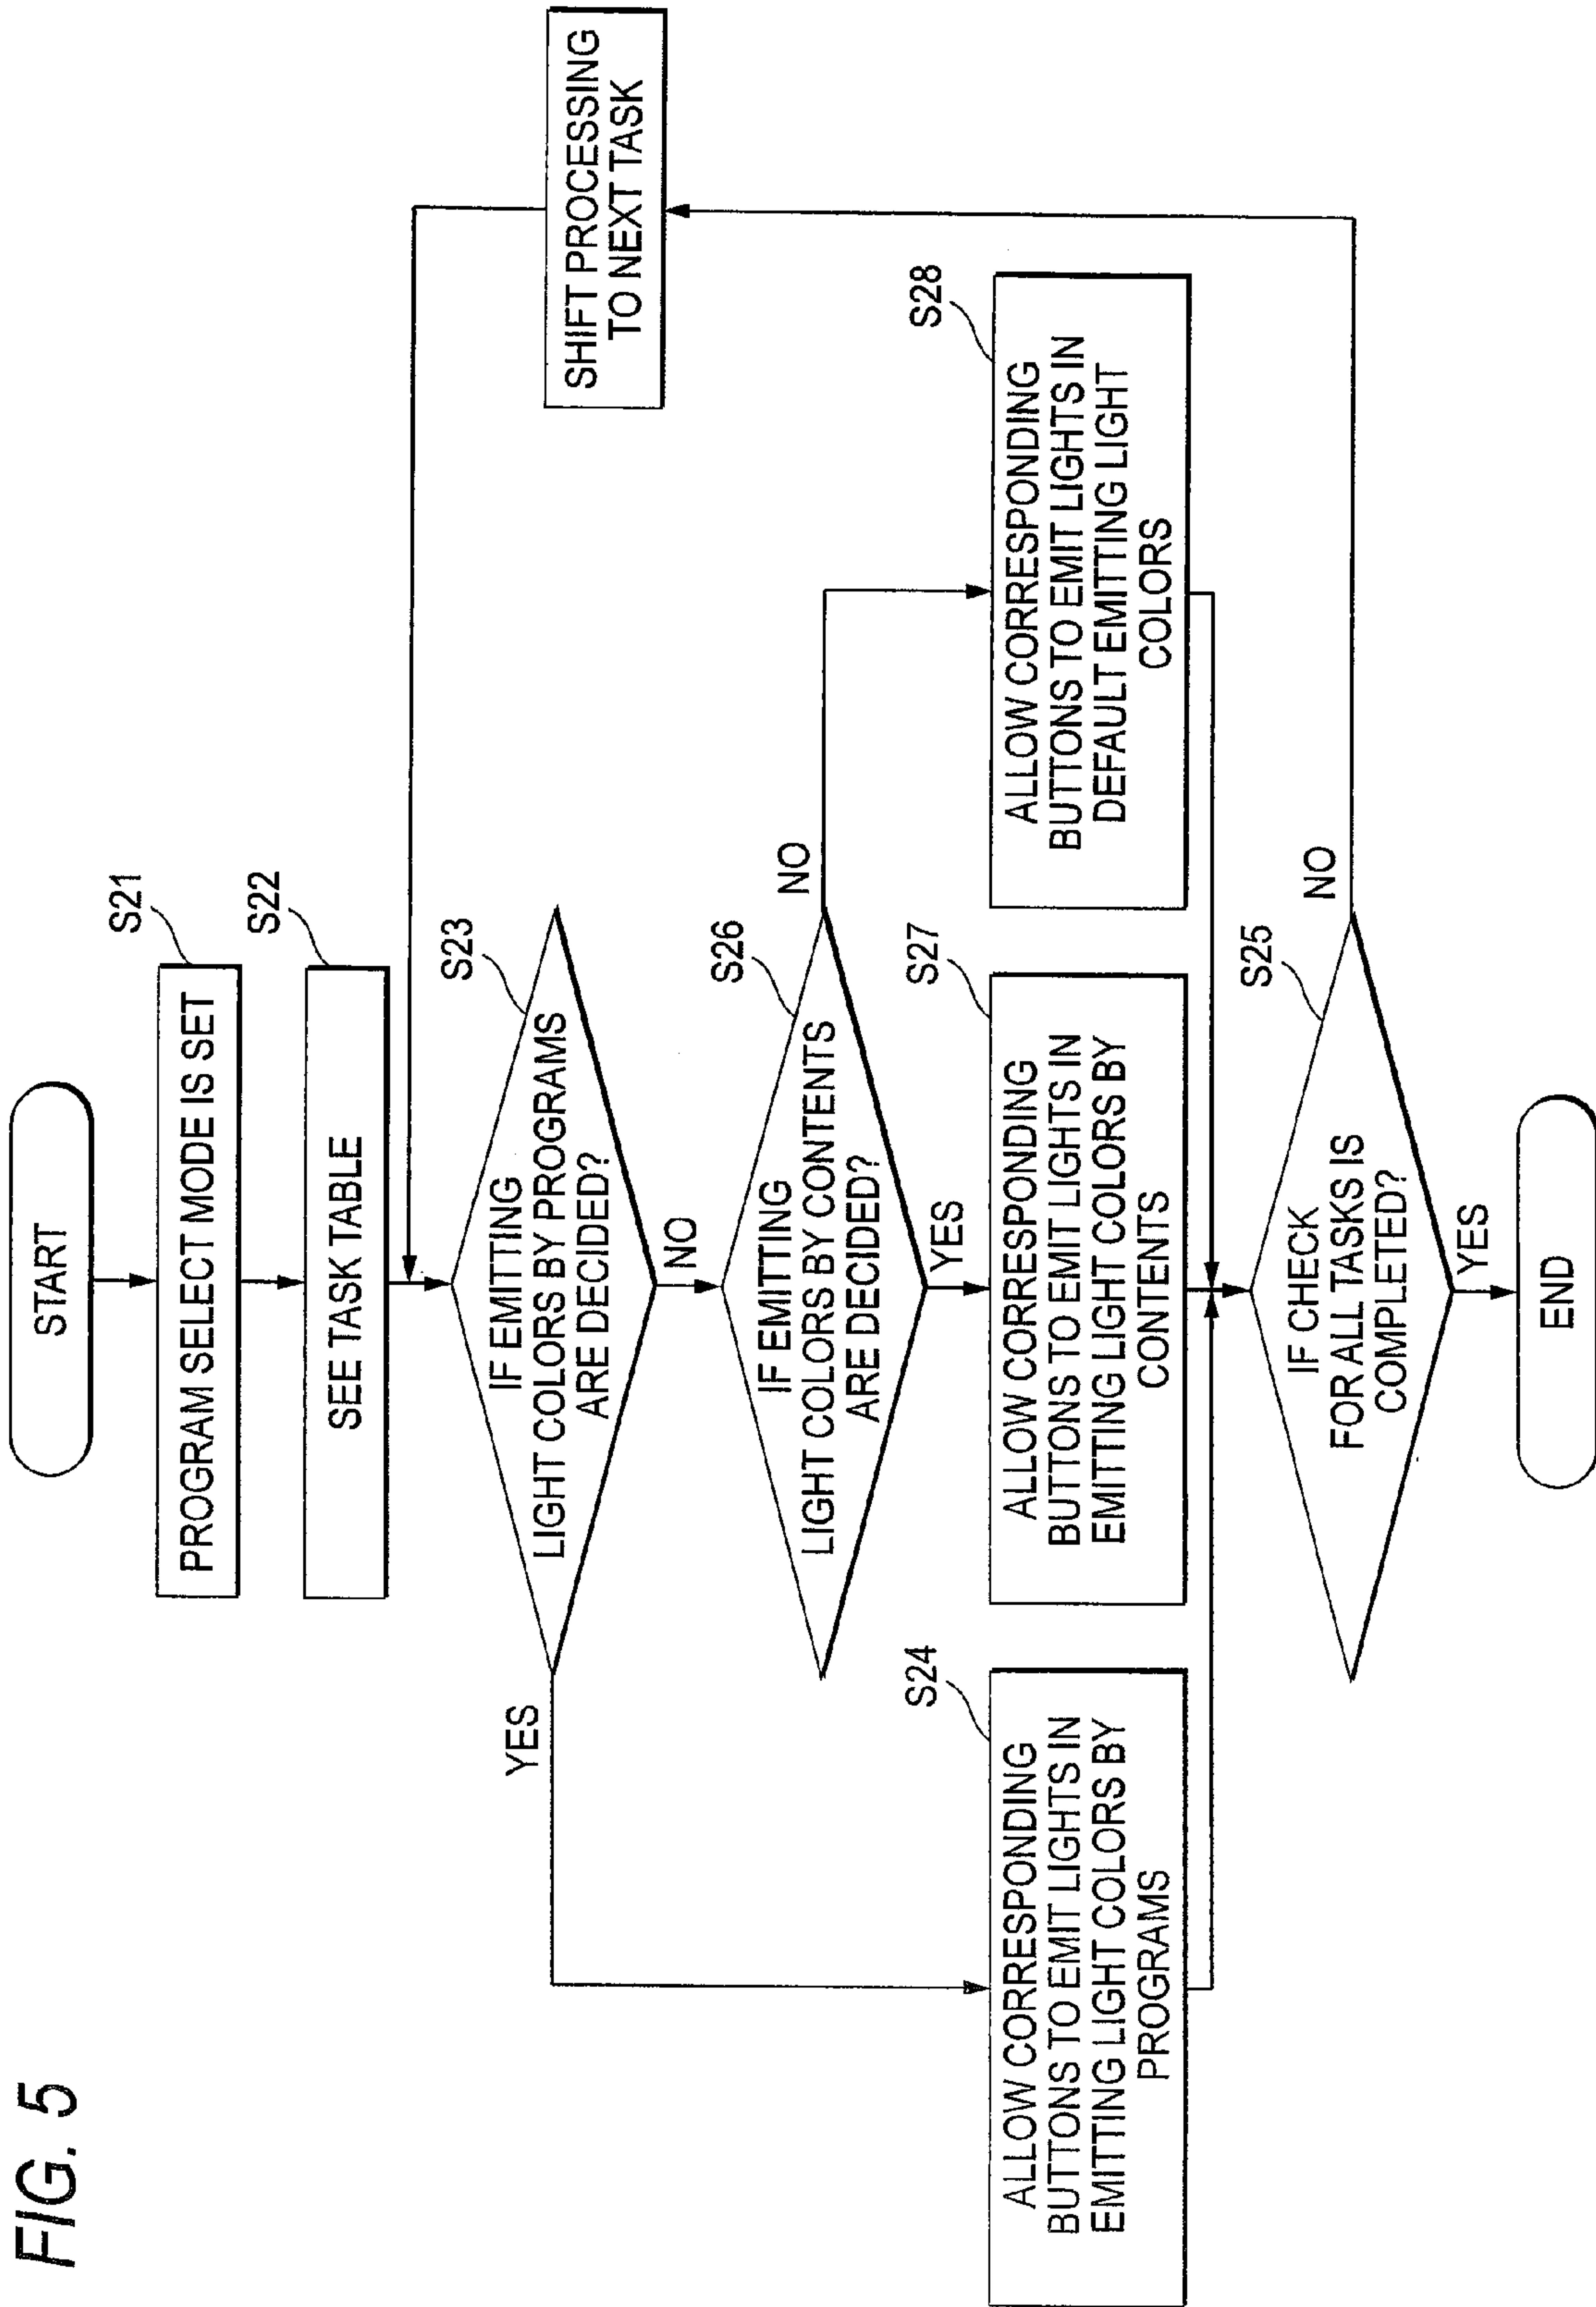 FIG. 5
START
S21
PROGRAM SELECT MODE IS SET
S22
SEE TASK TABLE
S23
IF EMITTING
LIGHT COLORS BY PROGRAMS
ARE DECIDED?
YES
NO
SHIFT PROCESSING
TO NEXT TASK
S26
IF EMITTING
LIGHT COLORS BY CONTENTS
ARE DECIDED?
NO
YES
S24
ALLOW CORRESPONDING
BUTTONS TO EMIT LIGHTS IN
EMITTING LIGHT COLORS BY
PROGRAMS
S27
ALLOW CORRESPONDING
BUTTONS TO EMIT LIGHTS IN
EMITTING LIGHT COLORS BY
CONTENTS
S28
ALLOW CORRESPONDING
BUTTONS TO EMIT LIGHTS IN
DEFAULT EMITTING LIGHT
COLORS
S25
IF CHECK
FOR ALL TASKS IS
COMPLETED?
NO
YES
END